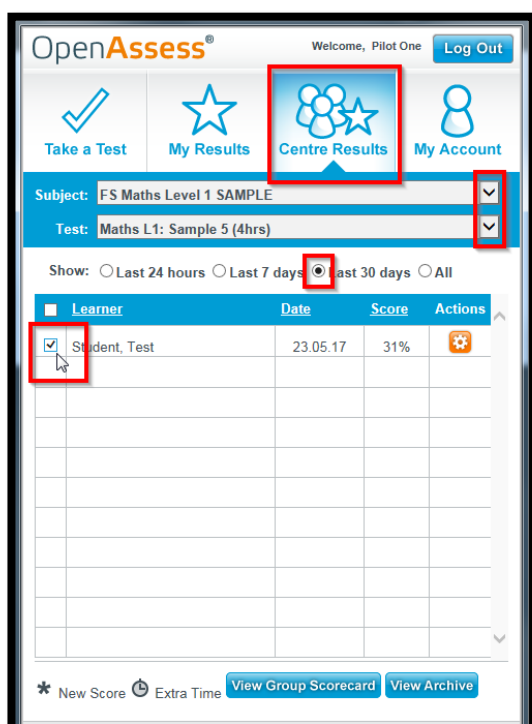 OpenAssess®
Welcome, Pilot One
Log Out
Take a Test
My Results
Centre Results
My Account
Subject: FS Maths Level 1 SAMPLE
Test: Maths L1: Sample 5 (4hrs)
Show: Last 24 hours Last 7 days Last 30 days All
Learner Date Score Actions
Student, Test 23.05.17 31%
* New Score Extra Time View Group Scorecard View Archive